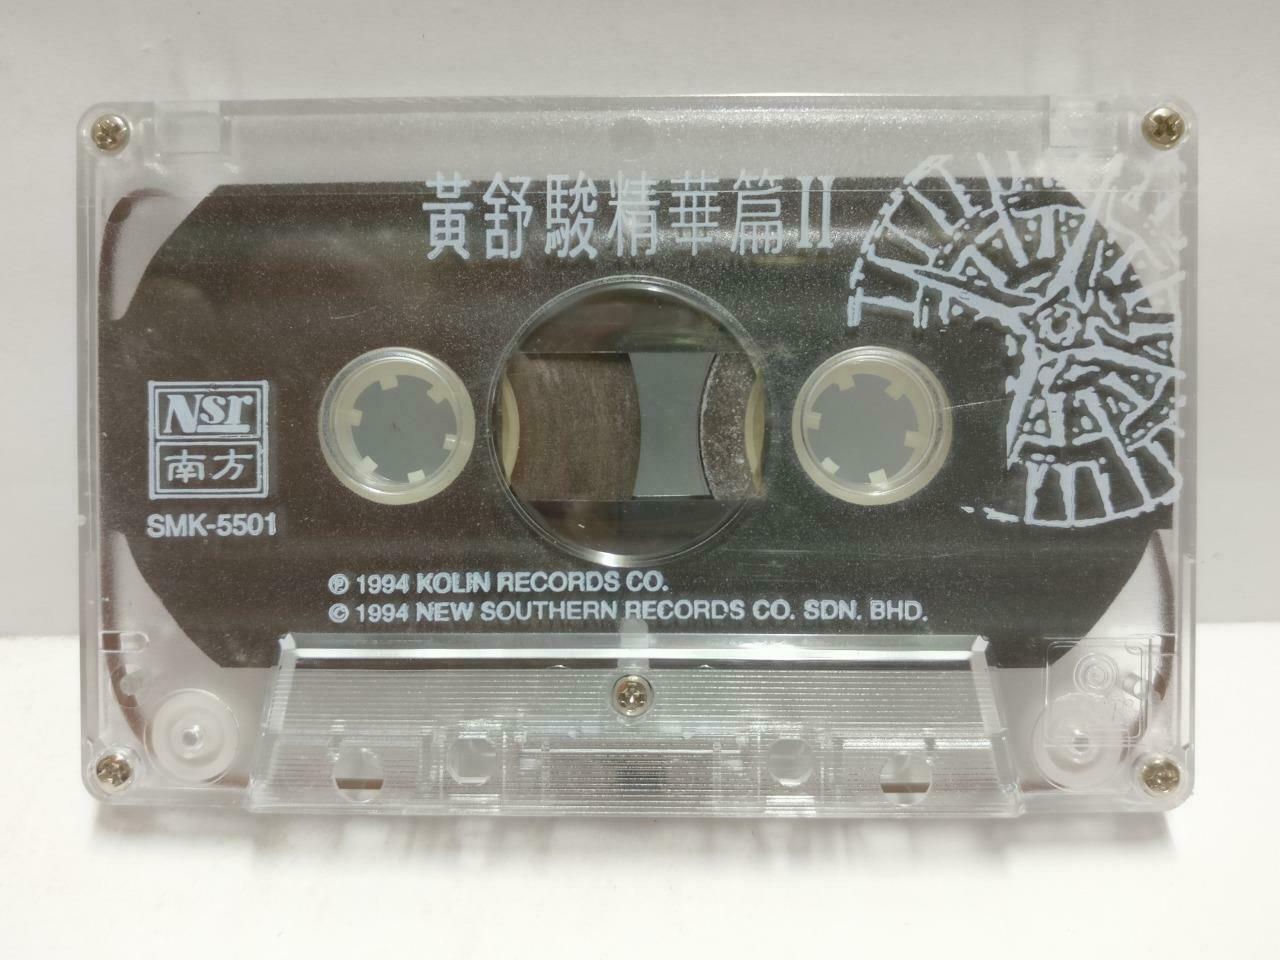 黃舒駿精華篇II
Nsr
南方
SMK-5501
℗ 1994 KOLIN RECORDS CO.
© 1994 NEW SOUTHERN RECORDS CO. SDN. BHD.